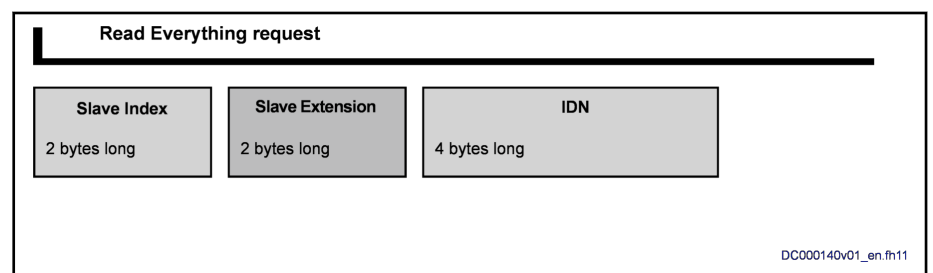 Read Everything request
Slave Index Slave Extension IDN
2 bytes long 2 bytes long 4 bytes long
DC000140v01_en.fh11